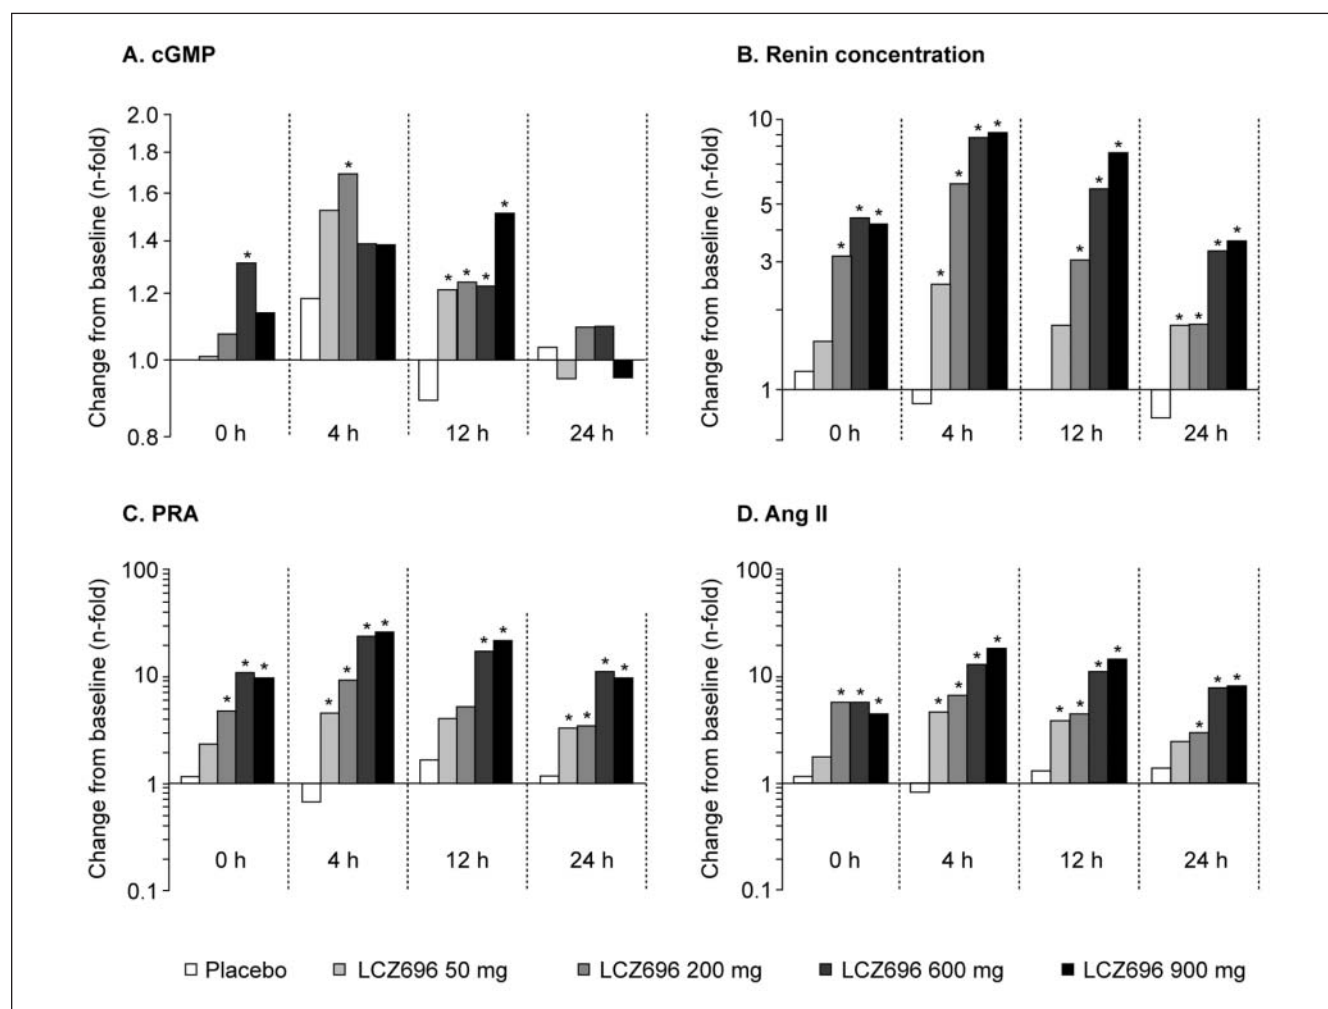 A. cGMP
Change from baseline (n-fold)
2.0
1.8
1.6
1.4
1.2
1.0
0.8
* * * * * *
0 h 4 h 12 h 24 h
B. Renin concentration
Change from baseline (n-fold)
10
5
3
1
* * * * * * * * * * * * * *
0 h 4 h 12 h 24 h
C. PRA
Change from baseline (n-fold)
100
10
1
0.1
* * * * * * * * * * * * *
0 h 4 h 12 h 24 h
D. Ang II
Change from baseline (n-fold)
100
10
1
0.1
* * * * * * * * * * * * * *
0 h 4 h 12 h 24 h
Placebo LCZ696 50 mg LCZ696 200 mg LCZ696 600 mg LCZ696 900 mg